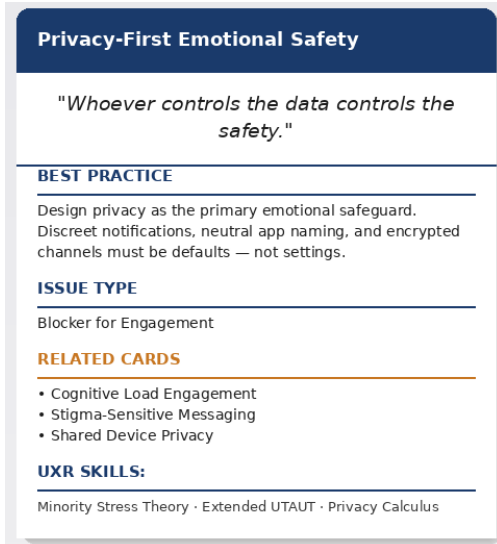 Privacy-First Emotional Safety
"Whoever controls the data controls the
safety."
BEST PRACTICE
Design privacy as the primary emotional safeguard.
Discreet notifications, neutral app naming, and encrypted
channels must be defaults — not settings.
ISSUE TYPE
Blocker for Engagement
RELATED CARDS
• Cognitive Load Engagement
• Stigma-Sensitive Messaging
• Shared Device Privacy
UXR SKILLS:
Minority Stress Theory · Extended UTAUT · Privacy Calculus